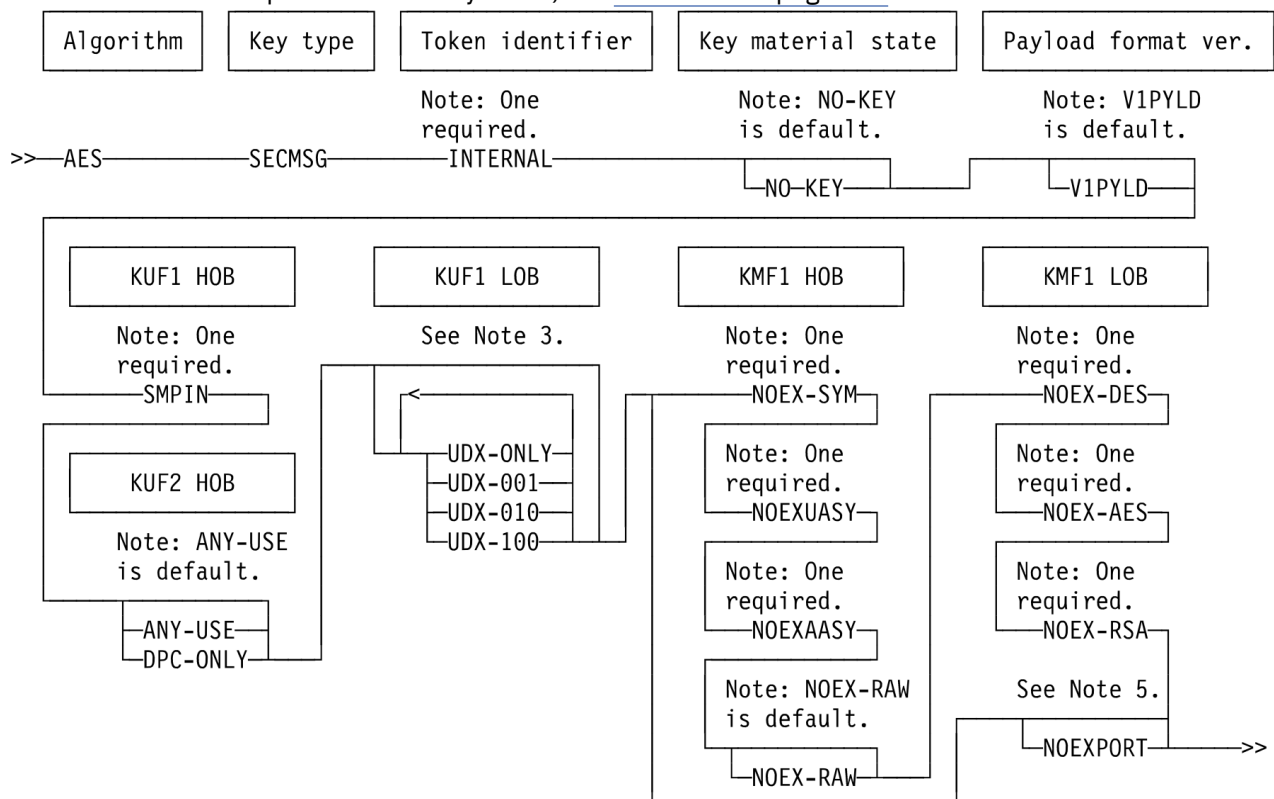 Algorithm
Key type
Token identifier
Key material state
Payload format ver.
Note: One
required.
Note: NO-KEY
is default.
Note: V1PYLD
is default.
>>
AES
SECMSG
INTERNAL
NO-KEY
V1PYLD
KUF1 HOB
KUF1 LOB
KMF1 HOB
KMF1 LOB
Note: One
required.
SMPIN
See Note 3.
<
UDX-ONLY
UDX-001
UDX-010
UDX-100
KUF2 HOB
Note: ANY-USE
is default.
ANY-USE
DPC-ONLY
Note: One
required.
NOEX-SYM
Note: One
required.
NOEXUASY
Note: One
required.
NOEXAASY
Note: NOEX-RAW
is default.
NOEX-RAW
Note: One
required.
NOEX-DES
Note: One
required.
NOEX-AES
Note: One
required.
NOEX-RSA
See Note 5.
NOEXPORT
>>